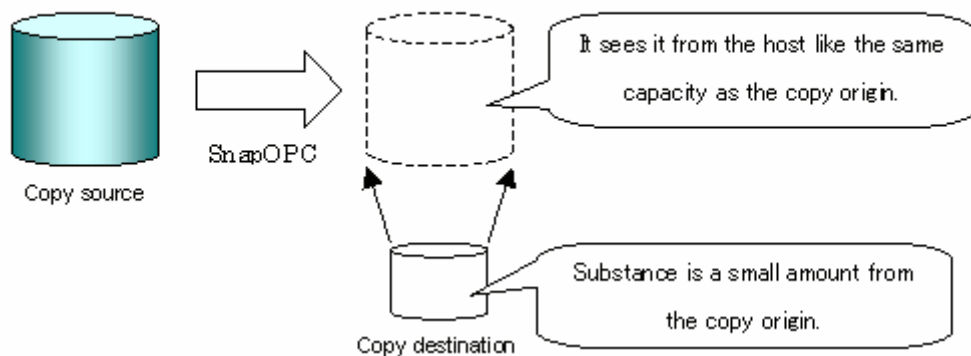 It sees it from the host like the same
capacity as the copy origin.
SnapOPC
Copy source
Substance is a small amount from
the copy origin.
Copy destination